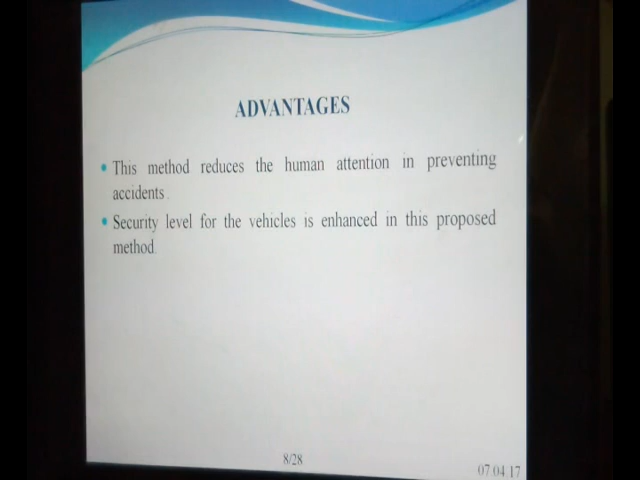 ADVANTAGES
• This method reduces the human attention in preventing
accidents.
• Security level for the vehicles is enhanced in this proposed
method.
8/28
07.04.17